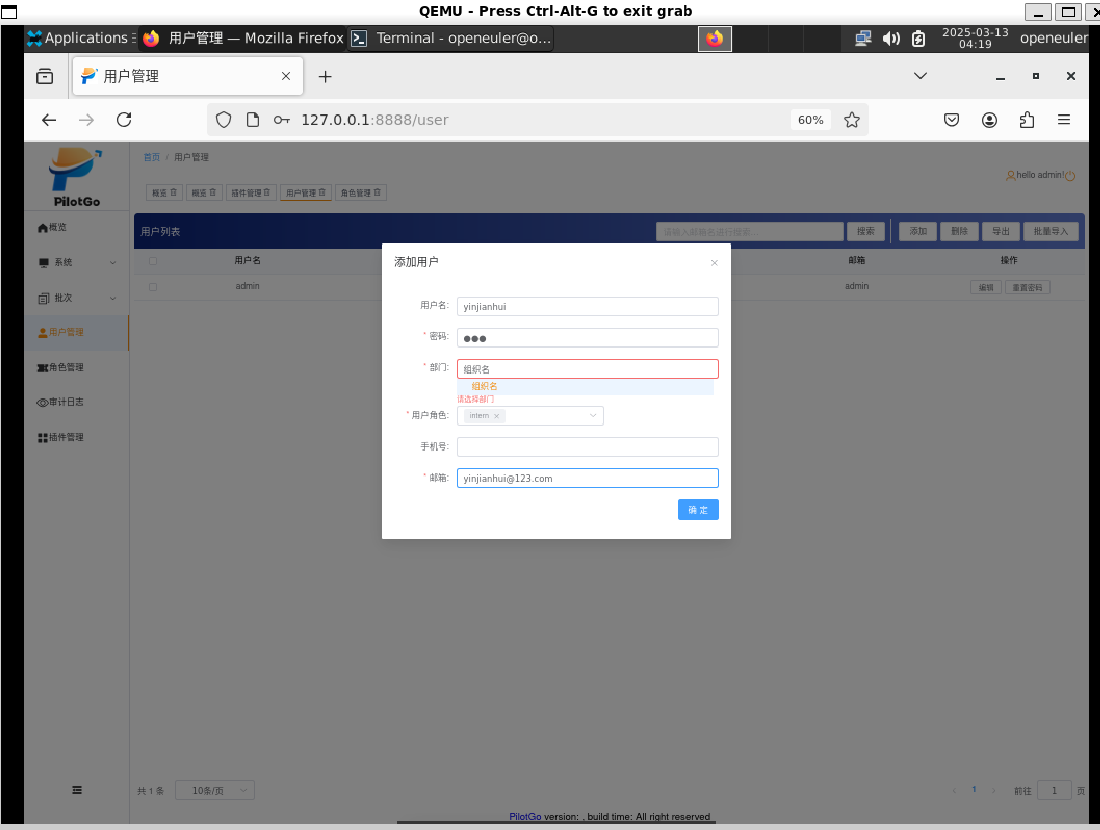 QEMU - Press Ctrl-Alt-G to exit grab
Applications
用户管理 — Mozilla Firefox
Terminal - openeuler@o...
2025-03-13
04:19
openeuler
用户管理
127.0.0.1:8888/user
60%
PilotGo
首页 / 用户管理
hello admin!
概览
概览
插件管理
用户管理
角色管理
用户列表
请输入邮箱名进行搜索...
搜索
添加
删除
导出
批量导入
概览
系统
批次
用户管理
角色管理
审计日志
插件管理
用户名
邮箱
操作
admin
admin
编辑
重置密码
添加用户
用户名:
yinjianhui
* 密码:
●●●
* 部门:
组织名
组织名
请选择部门
* 用户角色:
intern
手机号:
* 邮箱:
yinjianhui@123.com
确 定
共 1 条
10条/页
1
前往
1
页
PilotGo version: , build time: All right reserved